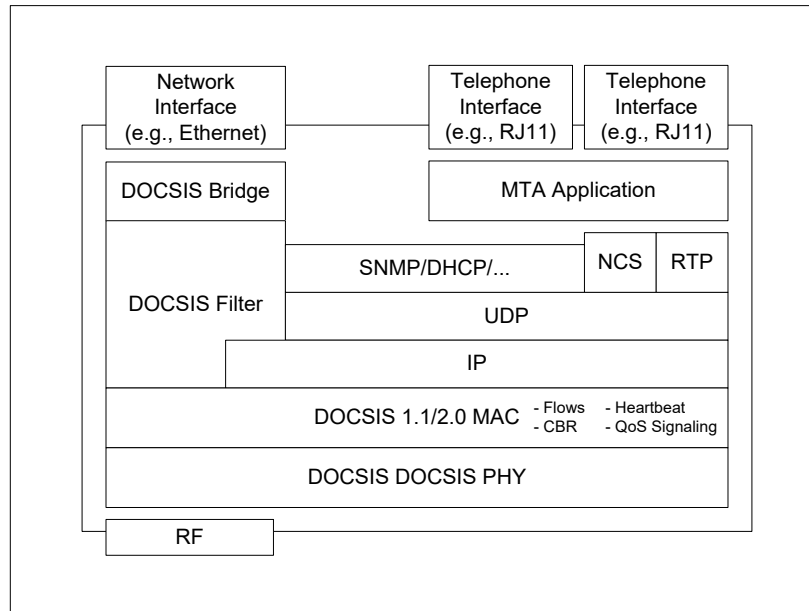 Network
Interface
(e.g., Ethernet)
Telephone
Interface
(e.g., RJ11)
Telephone
Interface
(e.g., RJ11)
DOCSIS Bridge
MTA Application
DOCSIS Filter
SNMP/DHCP/...
NCS
RTP
UDP
IP
DOCSIS 1.1/2.0 MAC
- Flows
- CBR
- Heartbeat
- QoS Signaling
DOCSIS DOCSIS PHY
RF